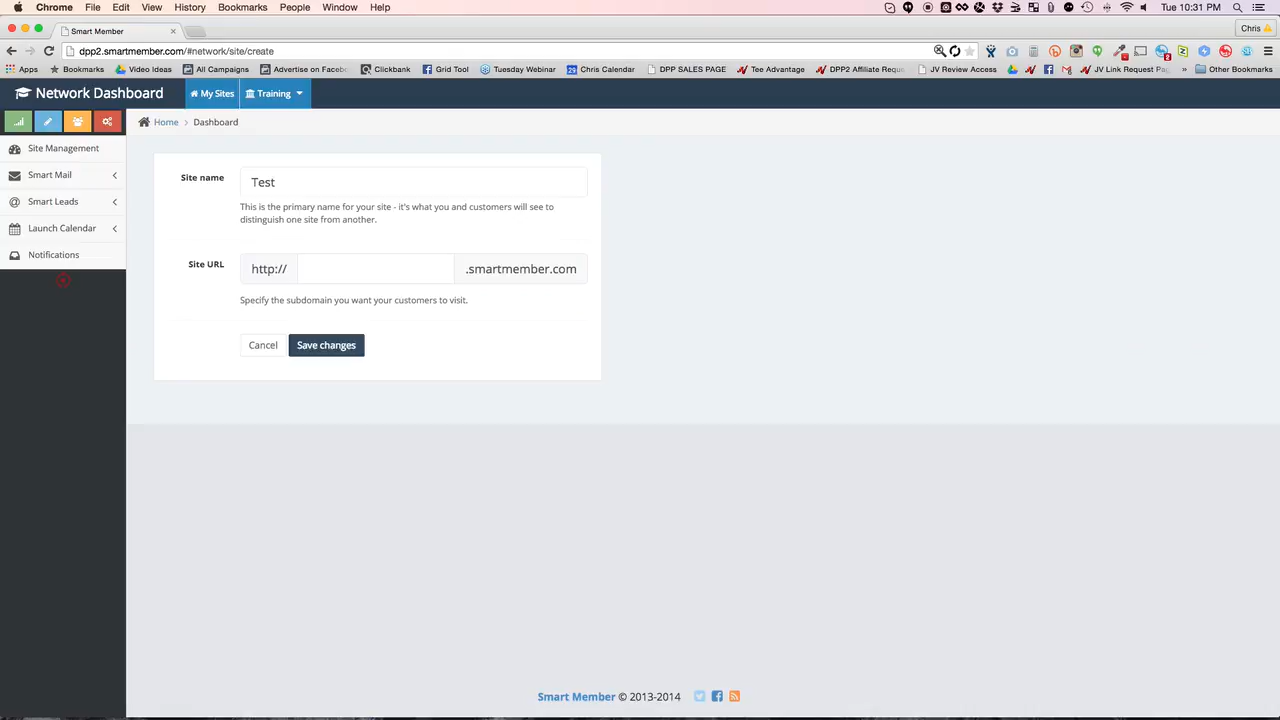 Chrome File Edit View History Bookmarks People Window Help Tue 10:31 PM
Smart Member Chris
dpp2.smartmember.com/#network/site/create
Apps Bookmarks Video Ideas All Campaigns Advertise on Facebo Clickbank Grid Tool Tuesday Webinar Chris Calendar DPP SALES PAGE Tee Advantage DPP2 Affiliate Requ JV Review Access JV Link Request Pag » Other Bookmarks
Network Dashboard My Sites Training
Home > Dashboard
Site Management
Smart Mail
Smart Leads
Launch Calendar
Notifications
Site name Test
This is the primary name for your site - it's what you and customers will see to
distinguish one site from another.
Site URL http:// .smartmember.com
Specify the subdomain you want your customers to visit.
Cancel Save changes
Smart Member © 2013-2014